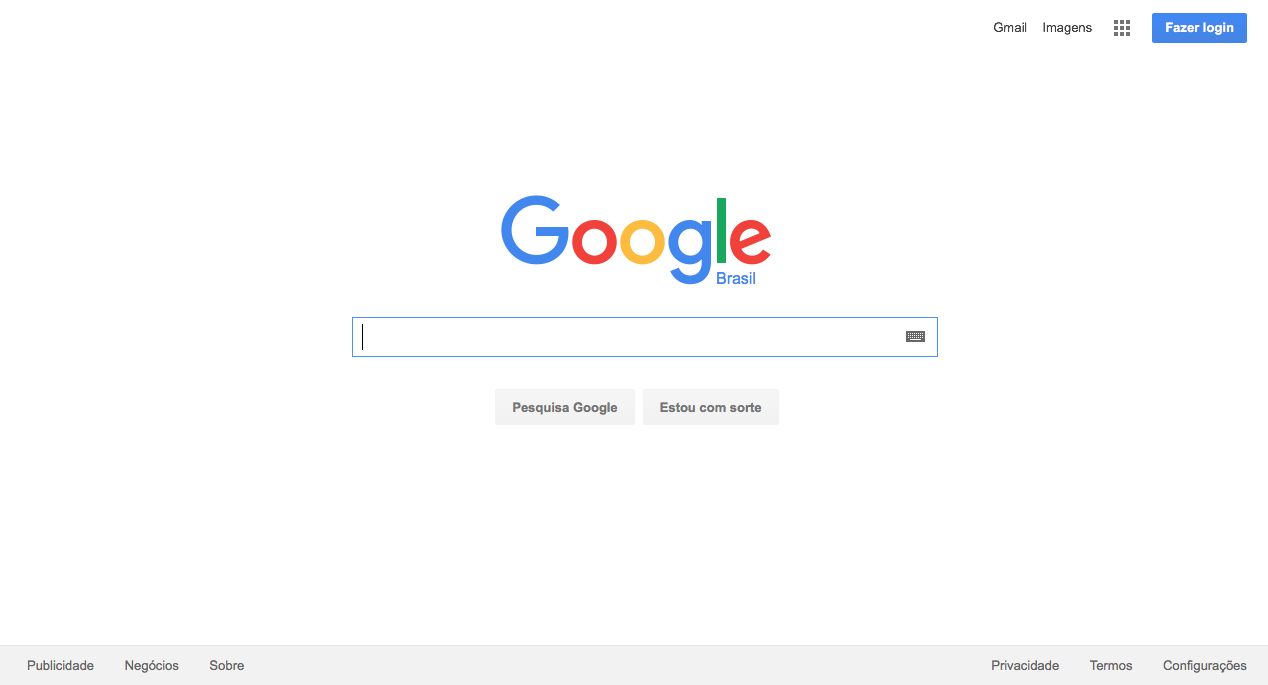 Gmail Imagens Fazer login
Google
Brasil
Pesquisa Google Estou com sorte
Publicidade Negócios Sobre Privacidade Termos Configurações